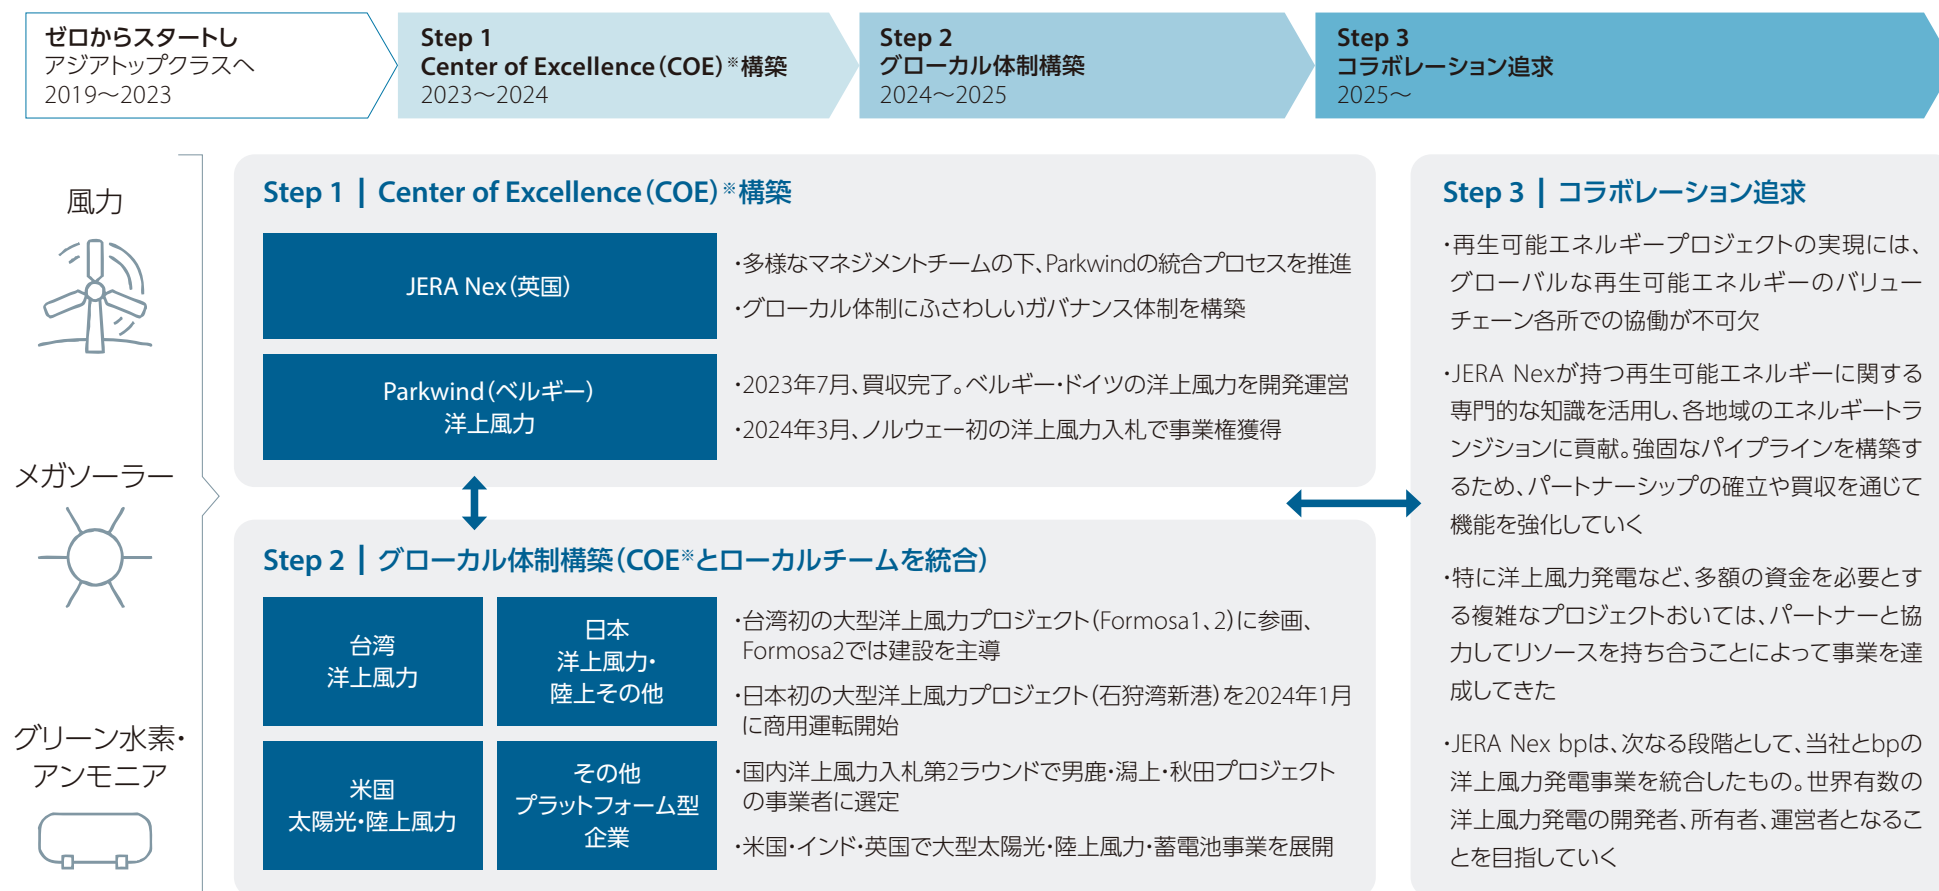 ゼロからスタートし
アジアトップクラスへ
2019～2023
Step 1
Center of Excellence（COE）※構築
2023～2024
Step 2
グローカル体制構築
2024～2025
Step 3
コラボレーション追求
2025～
風力
メガソーラー
グリーン水素・
アンモニア
Step 1 | Center of Excellence（COE）※構築
JERA Nex（英国）
・多様なマネジメントチームの下、Parkwindの統合プロセスを推進
・グローカル体制にふさわしいガバナンス体制を構築
Parkwind（ベルギー）
洋上風力
・2023年7月、買収完了。ベルギー・ドイツの洋上風力を開発運営
・2024年3月、ノルウェー初の洋上風力入札で事業権獲得
Step 2 | グローカル体制構築（COE※とローカルチームを統合）
台湾
洋上風力
日本
洋上風力・
陸上その他
米国
太陽光・陸上風力
その他
プラットフォーム型
企業
・台湾初の大型洋上風力プロジェクト（Formosa1、2）に参画、
Formosa2では建設を主導
・日本初の大型洋上風力プロジェクト（石狩湾新港）を2024年1月
に商用運転開始
・国内洋上風力入札第2ラウンドで男鹿・潟上・秋田プロジェクト
の事業者に選定
・米国・インド・英国で大型太陽光・陸上風力・蓄電池事業を展開
Step 3 | コラボレーション追求
・再生可能エネルギープロジェクトの実現には、
グローバルな再生可能エネルギーのバリュー
チェーン各所での協働が不可欠
・JERA Nexが持つ再生可能エネルギーに関する
専門的な知識を活用し、各地域のエネルギートラ
ンジションに貢献。強固なパイプラインを構築す
るため、パートナーシップの確立や買収を通じて
機能を強化していく
・特に洋上風力発電など、多額の資金を必要とす
る複雑なプロジェクトおいては、パートナーと協
力してリソースを持ち合うことによって事業を達
成してきた
・JERA Nex bpは、次なる段階として、当社とbpの
洋上風力発電事業を統合したもの。世界有数の
洋上風力発電の開発者、所有者、運営者となるこ
とを目指していく